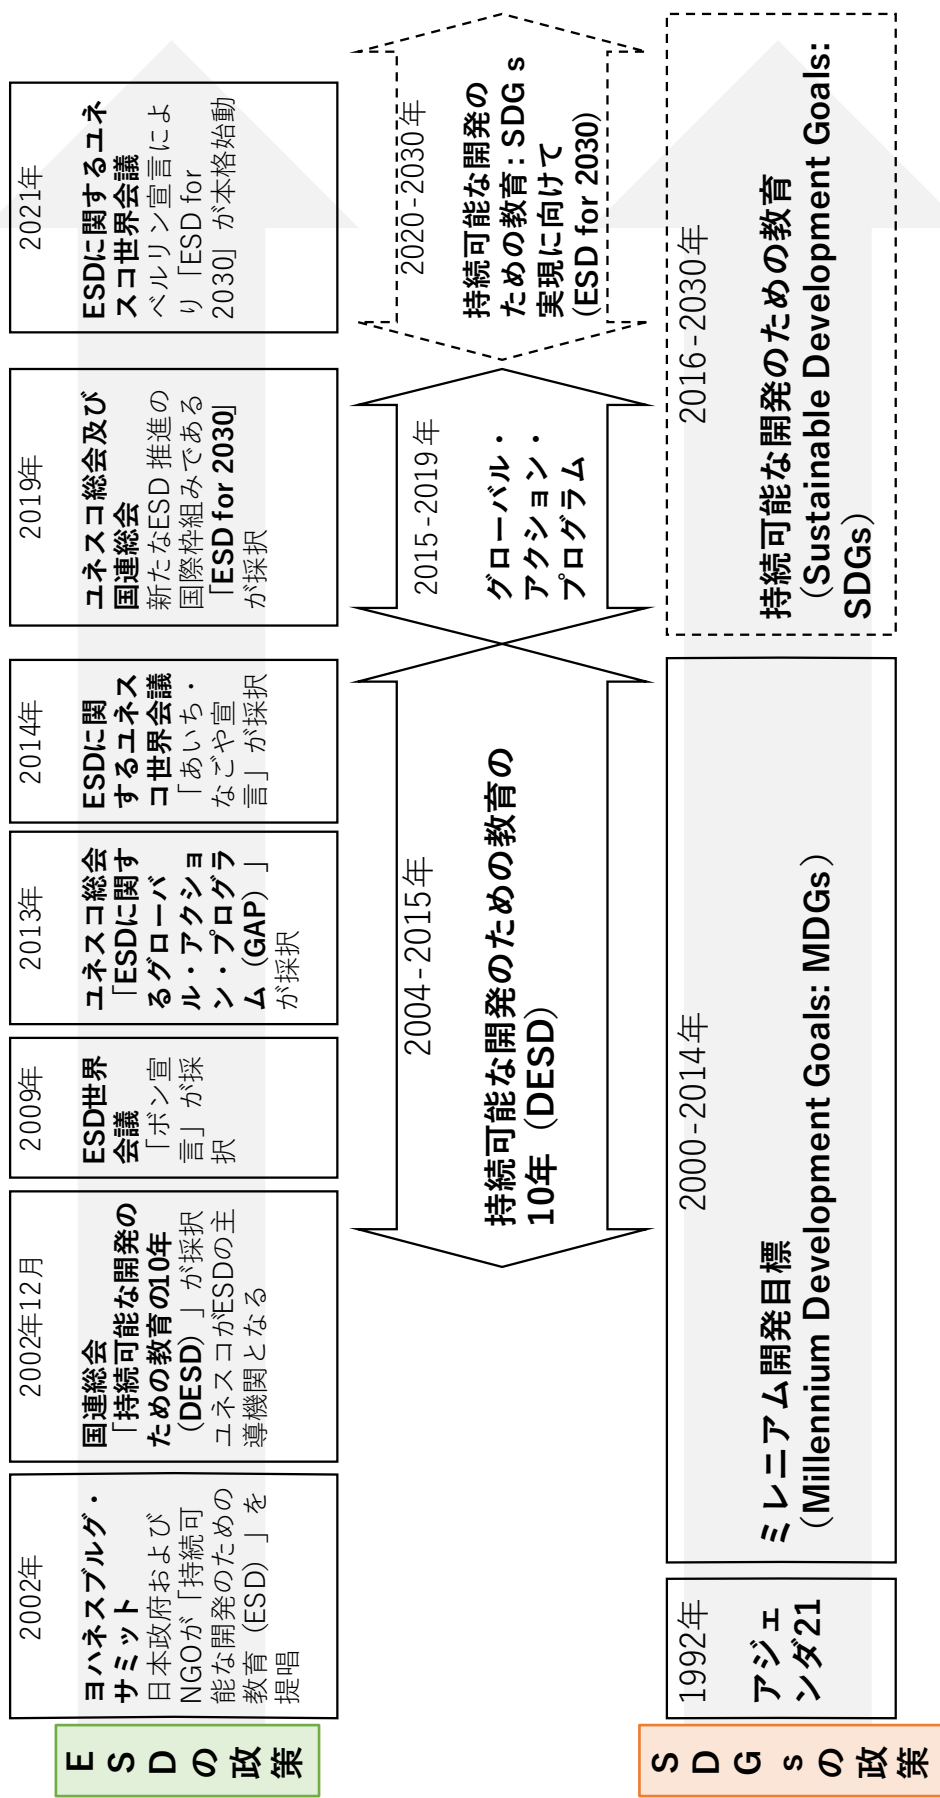 ESDの政策
2002年
ヨハネスブルグ・
サミット
日本政府および
NGOが「持続可
能な開発のための
教育（ESD）」を
提唱
2002年12月
国連総会
「持続可能な開発の
ための教育の10年
（DESD）」が採択
ユネスコがESDの主
導機関となる
2009年
ESD世界
会議
「ボン宣
言」が採
択
2013年
ユネスコ総会
「ESDに関す
るグローバ
ル・アクショ
ン・プログラ
ム（GAP）」
が採択
2014年
ESDに関
するユネス
コ世界会議
「あいち・
なごや宣
言」が採択
2019年
ユネスコ総会及び
国連総会
新たなESD 推進の
国際枠組みである
「ESD for 2030」
が採択
2021年
ESDに関するユネ
スコ世界会議
ベルリン宣言によ
り「ESD for
2030」が本格始動
2004-2015年
持続可能な開発のための教育の
10年（DESD）
2015-2019年
グローバル・
アクション・
プログラム
2020-2030年
持続可能な開発の
ための教育：SDGｓ
実現に向けて
(ESD for 2030)
SDGｓの政策
1992年
アジェ
ンダ21
2000-2014年
ミレニアム開発目標
（Millennium Development Goals: MDGs）
2016-2030年
持続可能な開発のための教育
（Sustainable Development Goals:
SDGs）